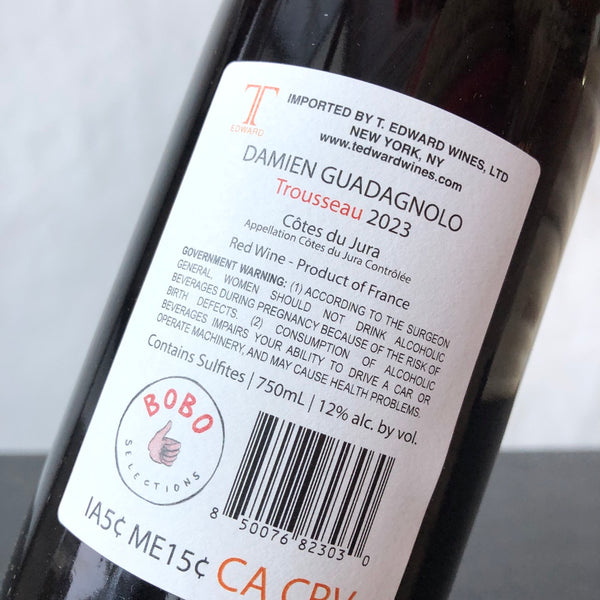 T
EDWARD
IMPORTED BY T. EDWARD WINES, LTD
NEW YORK, NY
www.tedwardwines.com
DAMIEN GUADAGNOLO
Trousseau 2023
Côtes du Jura
Appellation Côtes du Jura Contrôlée
Red Wine - Product of France
GOVERNMENT WARNING: (1) ACCORDING TO THE SURGEON
GENERAL, WOMEN SHOULD NOT DRINK ALCOHOLIC
BEVERAGES DURING PREGNANCY BECAUSE OF THE RISK OF
BIRTH DEFECTS. (2) CONSUMPTION OF ALCOHOLIC
BEVERAGES IMPAIRS YOUR ABILITY TO DRIVE A CAR OR
OPERATE MACHINERY, AND MAY CAUSE HEALTH PROBLEMS.
Contains Sulfites | 750mL | 12% alc. by vol.
BOBO
SELECTIONS
8 50076 82303 0
IA5¢ ME15¢ CA CRV